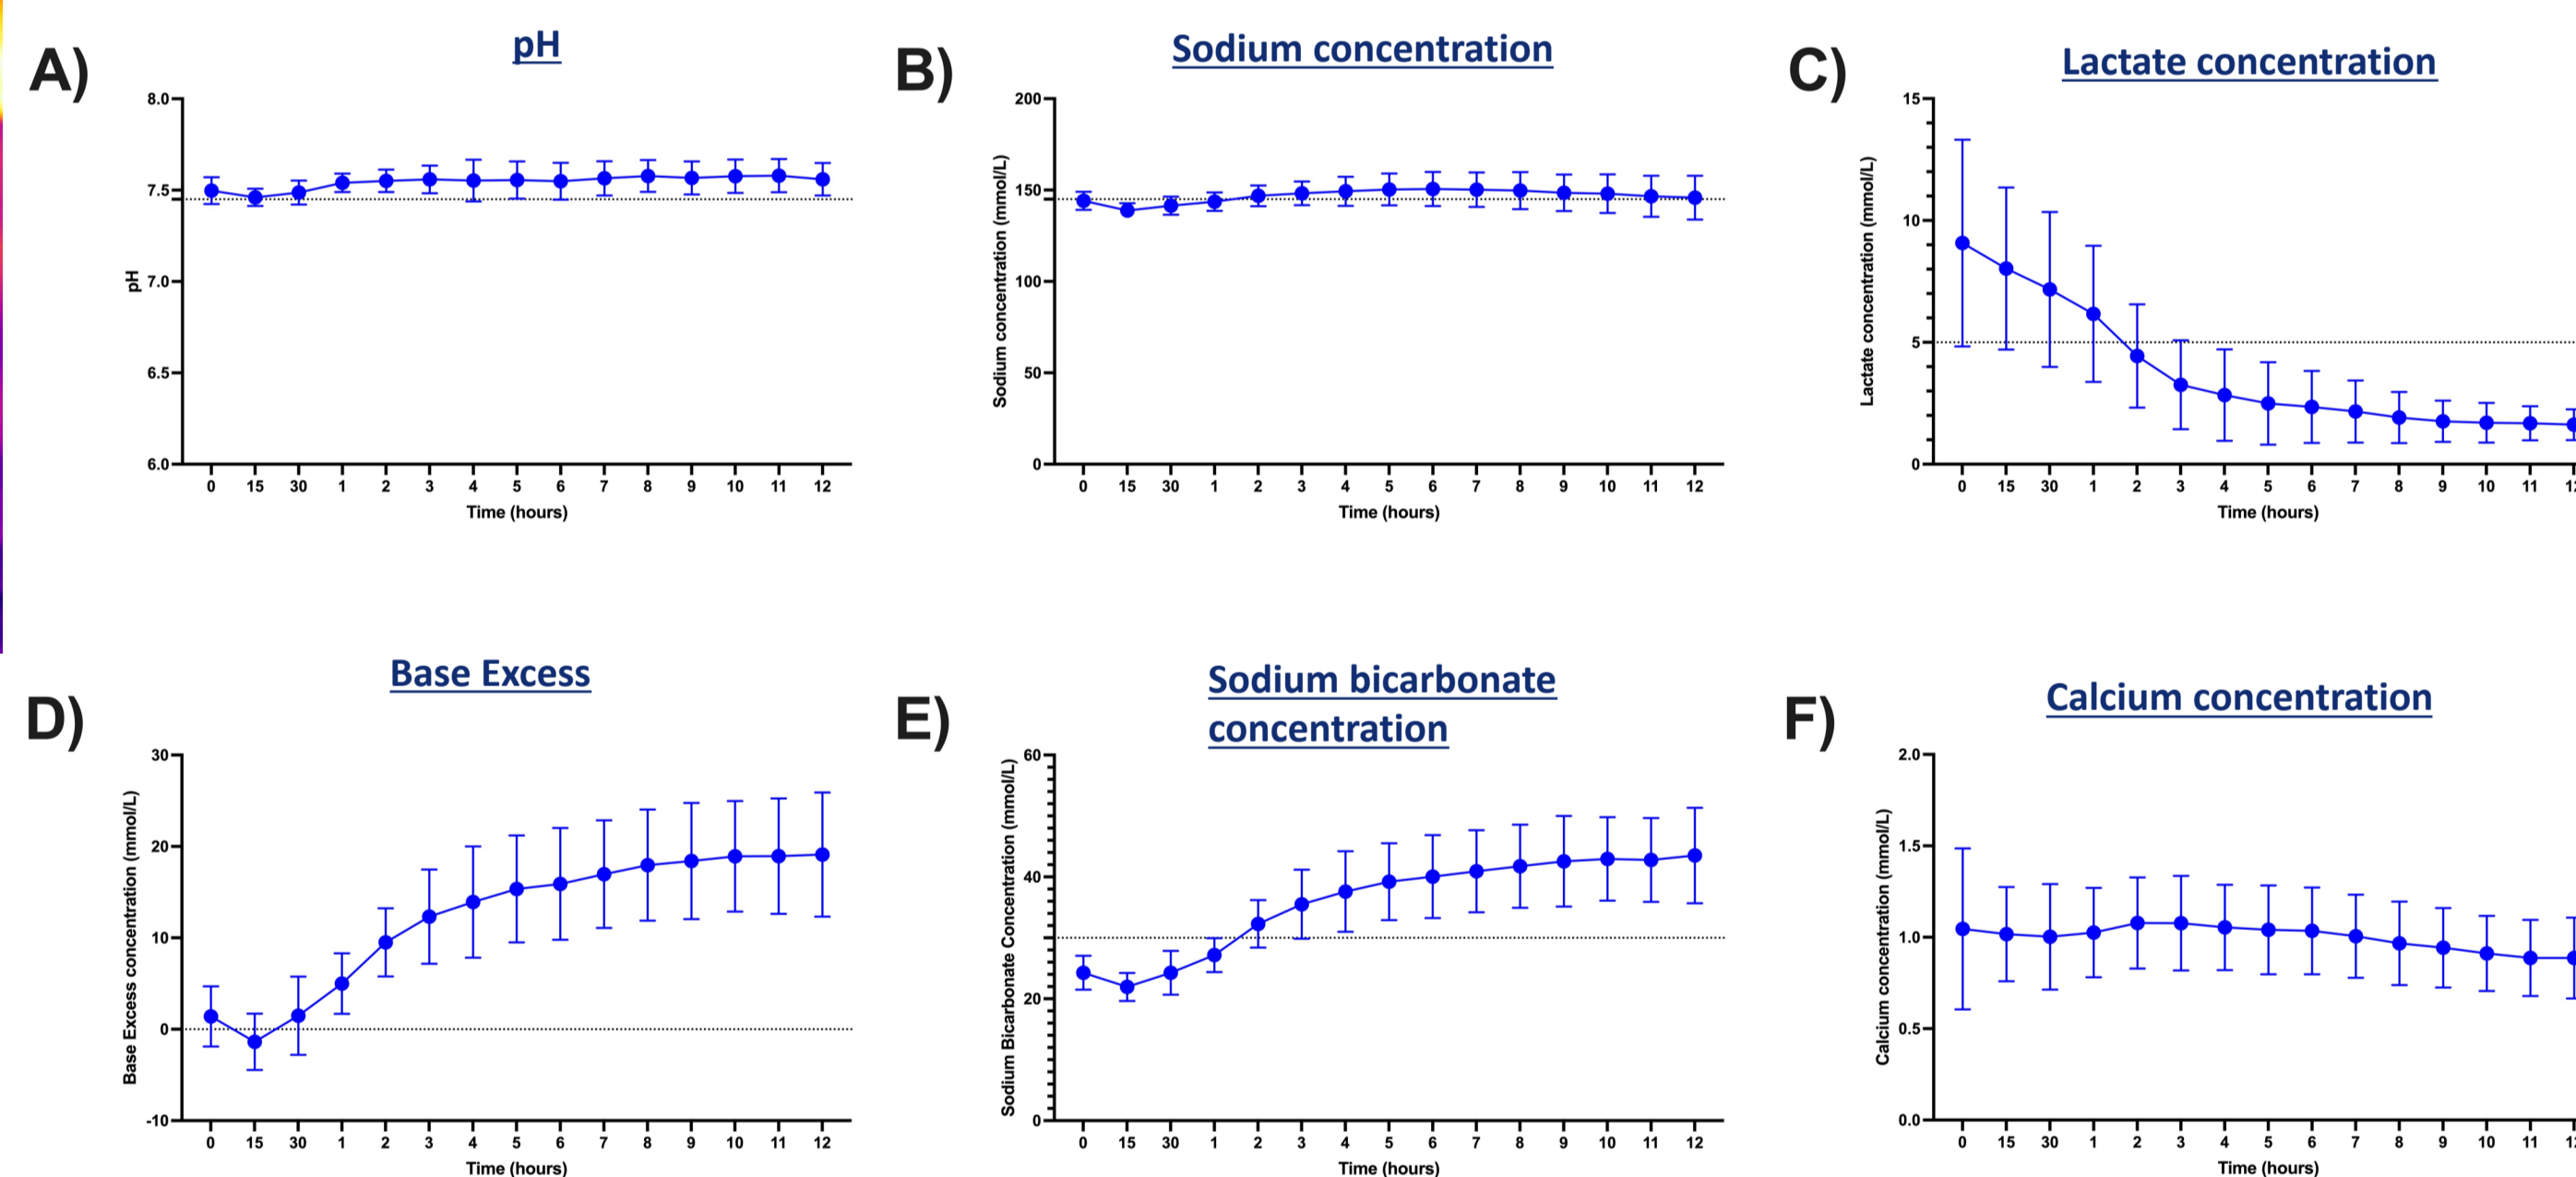 A)
pH
8.0
7.5
7.0
6.5
6.0
pH
0 15 30 1 2 3 4 5 6 7 8 9 10 11 12
Time (hours)
B)
Sodium concentration
200
150
100
50
0
Sodium concentration (mmol/L)
0 15 30 1 2 3 4 5 6 7 8 9 10 11 12
Time (hours)
C)
Lactate concentration
15
10
5
0
Lactate concentration (mmol/L)
0 15 30 1 2 3 4 5 6 7 8 9 10 11
Time (hours)
D)
Base Excess
30
20
10
0
-10
Base Excess concentration (mmol/L)
0 15 30 1 2 3 4 5 6 7 8 9 10 11 12
Time (hours)
E)
Sodium bicarbonate
concentration
60
40
20
0
Sodium Bicarbonate Concentration (mmol/L)
0 15 30 1 2 3 4 5 6 7 8 9 10 11 12
Time (hours)
F)
Calcium concentration
2.0
1.5
1.0
0.5
0.0
Calcium concentration (mmol/L)
0 15 30 1 2 3 4 5 6 7 8 9 10 11
Time (hours)